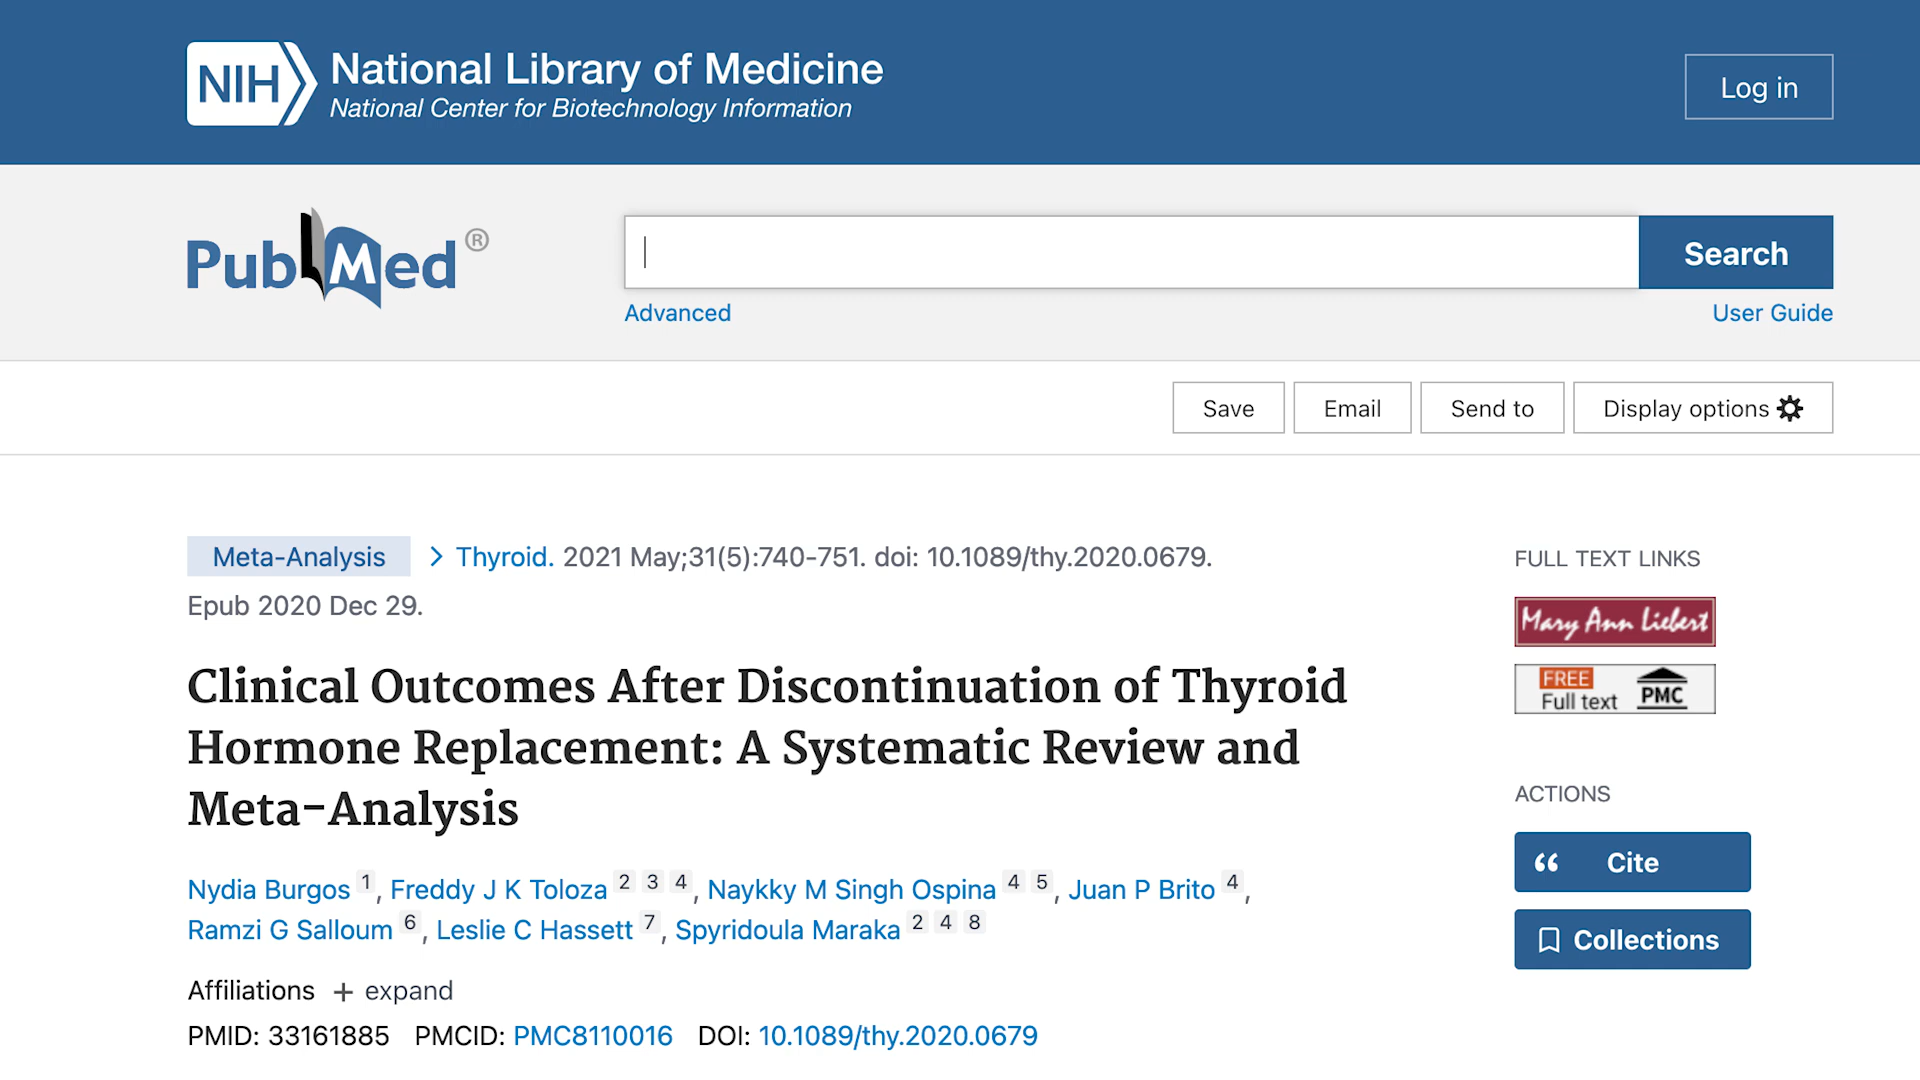 NIH National Library of Medicine
National Center for Biotechnology Information
Log in
PubMed®
Search
Advanced
User Guide
Save
Email
Send to
Display options
Meta-Analysis
Thyroid. 2021 May;31(5):740-751. doi: 10.1089/thy.2020.0679.
Epub 2020 Dec 29.
Clinical Outcomes After Discontinuation of Thyroid
Hormone Replacement: A Systematic Review and
Meta-Analysis
Nydia Burgos 1, Freddy J K Toloza 2 3 4, Naykky M Singh Ospina 4 5, Juan P Brito 4,
Ramzi G Salloum 6, Leslie C Hassett 7, Spyridoula Maraka 2 4 8
Affiliations + expand
PMID: 33161885 PMCID: PMC8110016 DOI: 10.1089/thy.2020.0679
FULL TEXT LINKS
Mary Ann Liebert
FREE
Full text PMC
ACTIONS
Cite
Collections